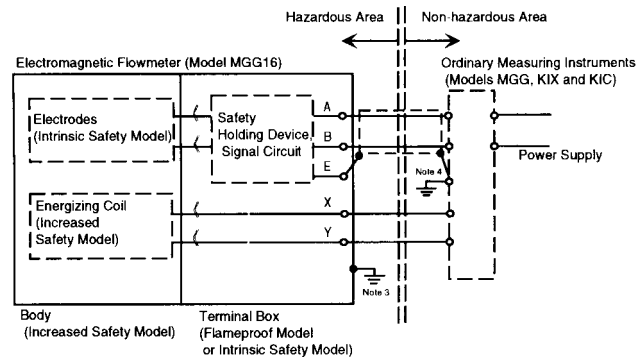 Hazardous Area
Non-hazardous Area
Electromagnetic Flowmeter (Model MGG16)
Ordinary Measuring Instruments
(Models MGG, KIX and KIC)
Electrodes
(Intrinsic Safety Model)
Safety
Holding Device,
Signal Circuit
A
B
E
Note 4
Power Supply
Energizing Coil
(Increased
Safety Model)
X
Y
Note 3
Body
(Increased Safety Model)
Terminal Box
(Flameproof Model
or Intrinsic Safety Model)